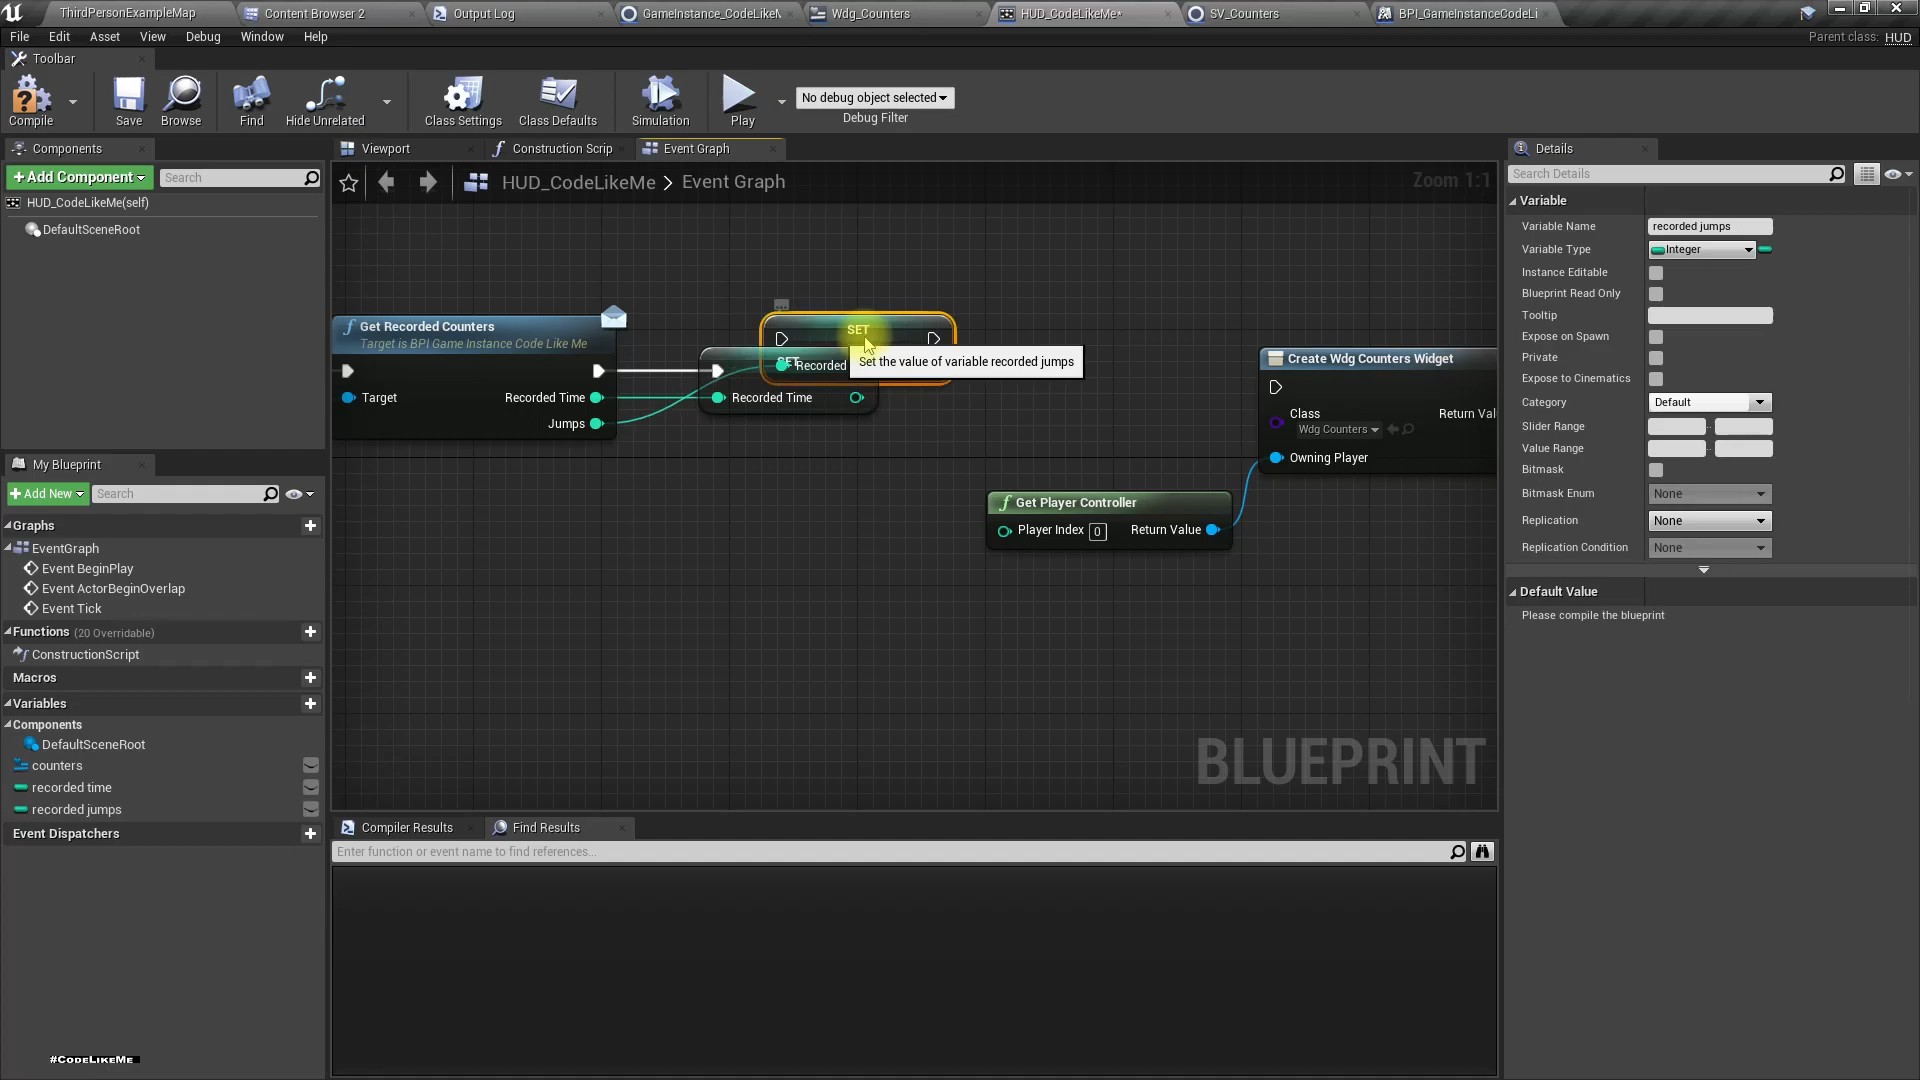 ThirdPersonExampleMap
Content Browser 2
Output Log
GameInstance_CodeLikeM
Wdg_Counters
HUD_CodeLikeMe*
SV_Counters
BPI_GameInstanceCodeLi
File Edit Asset View Debug Window Help
Parent class: HUD
Toolbar
Compile
Save
Browse
Find
Hide Unrelated
Class Settings
Class Defaults
Simulation
Play
No debug object selected
Debug Filter
Components
+Add Component
Search
HUD_CodeLikeMe(self)
DefaultSceneRoot
My Blueprint
+Add New
Search
Graphs
EventGraph
Event BeginPlay
Event ActorBeginOverlap
Event Tick
Functions (20 Overridable)
ConstructionScript
Macros
Variables
Components
DefaultSceneRoot
counters
recorded time
recorded jumps
Event Dispatchers
#CodeLikeMe
Viewport
Construction Scrip
Event Graph
HUD_CodeLikeMe > Event Graph
Zoom 1:1
Get Recorded Counters
Target is BPI Game Instance Code Like Me
Target
Recorded Time
Jumps
SET
Recorded
SET
Recorded Time
Set the value of variable recorded jumps
Create Wdg Counters Widget
Class
Return Val
Wdg Counters
Owning Player
Get Player Controller
Player Index 0
Return Value
BLUEPRINT
Compiler Results
Find Results
Enter function or event name to find references...
Details
Search Details
Variable
Variable Name recorded jumps
Variable Type Integer
Instance Editable
Blueprint Read Only
Tooltip
Expose on Spawn
Private
Expose to Cinematics
Category Default
Slider Range
Value Range
Bitmask
Bitmask Enum None
Replication None
Replication Condition None
Default Value
Please compile the blueprint